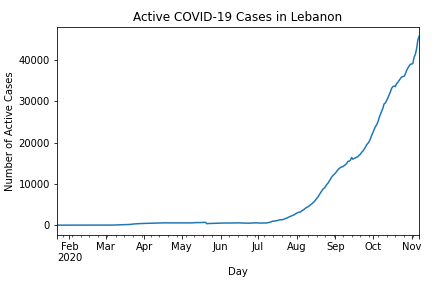 Active COVID-19 Cases in Lebanon
Number of Active Cases
40000
30000
20000
10000
0
Feb Mar Apr May Jun Jul Aug Sep Oct Nov
2020
Day